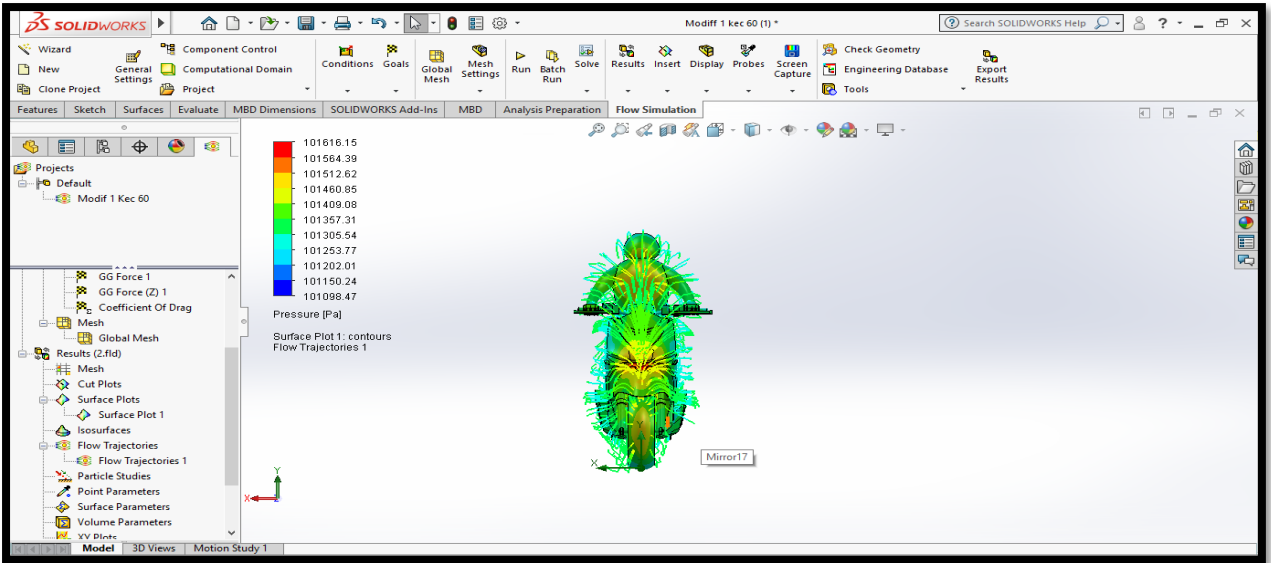 SOLIDWORKS
Modiff 1 kec 60 (1) *
Search SOLIDWORKS Help
?
Wizard
New
Clone Project
General Settings
Component Control
Computational Domain
Project
Conditions
Goals
Global Mesh
Mesh Settings
Run
Batch Run
Solve
Results
Insert
Display
Probes
Screen Capture
Check Geometry
Engineering Database
Tools
Export Results
Features
Sketch
Surfaces
Evaluate
MBD Dimensions
SOLIDWORKS Add-Ins
MBD
Analysis Preparation
Flow Simulation
Projects
Default
Modif 1 Kec 60
GG Force 1
GG Force (Z) 1
Coefficient Of Drag
Mesh
Global Mesh
Results (2.fld)
Mesh
Cut Plots
Surface Plots
Surface Plot 1
Isosurfaces
Flow Trajectories
Flow Trajectories 1
Particle Studies
Point Parameters
Surface Parameters
Volume Parameters
XY Plots
101616.15
101564.39
101512.62
101460.85
101409.08
101357.31
101305.54
101253.77
101202.01
101150.24
101098.47
Pressure [Pa]
Surface Plot 1: contours
Flow Trajectories 1
Y
X
Mirror17
Y
X
Model
3D Views
Motion Study 1